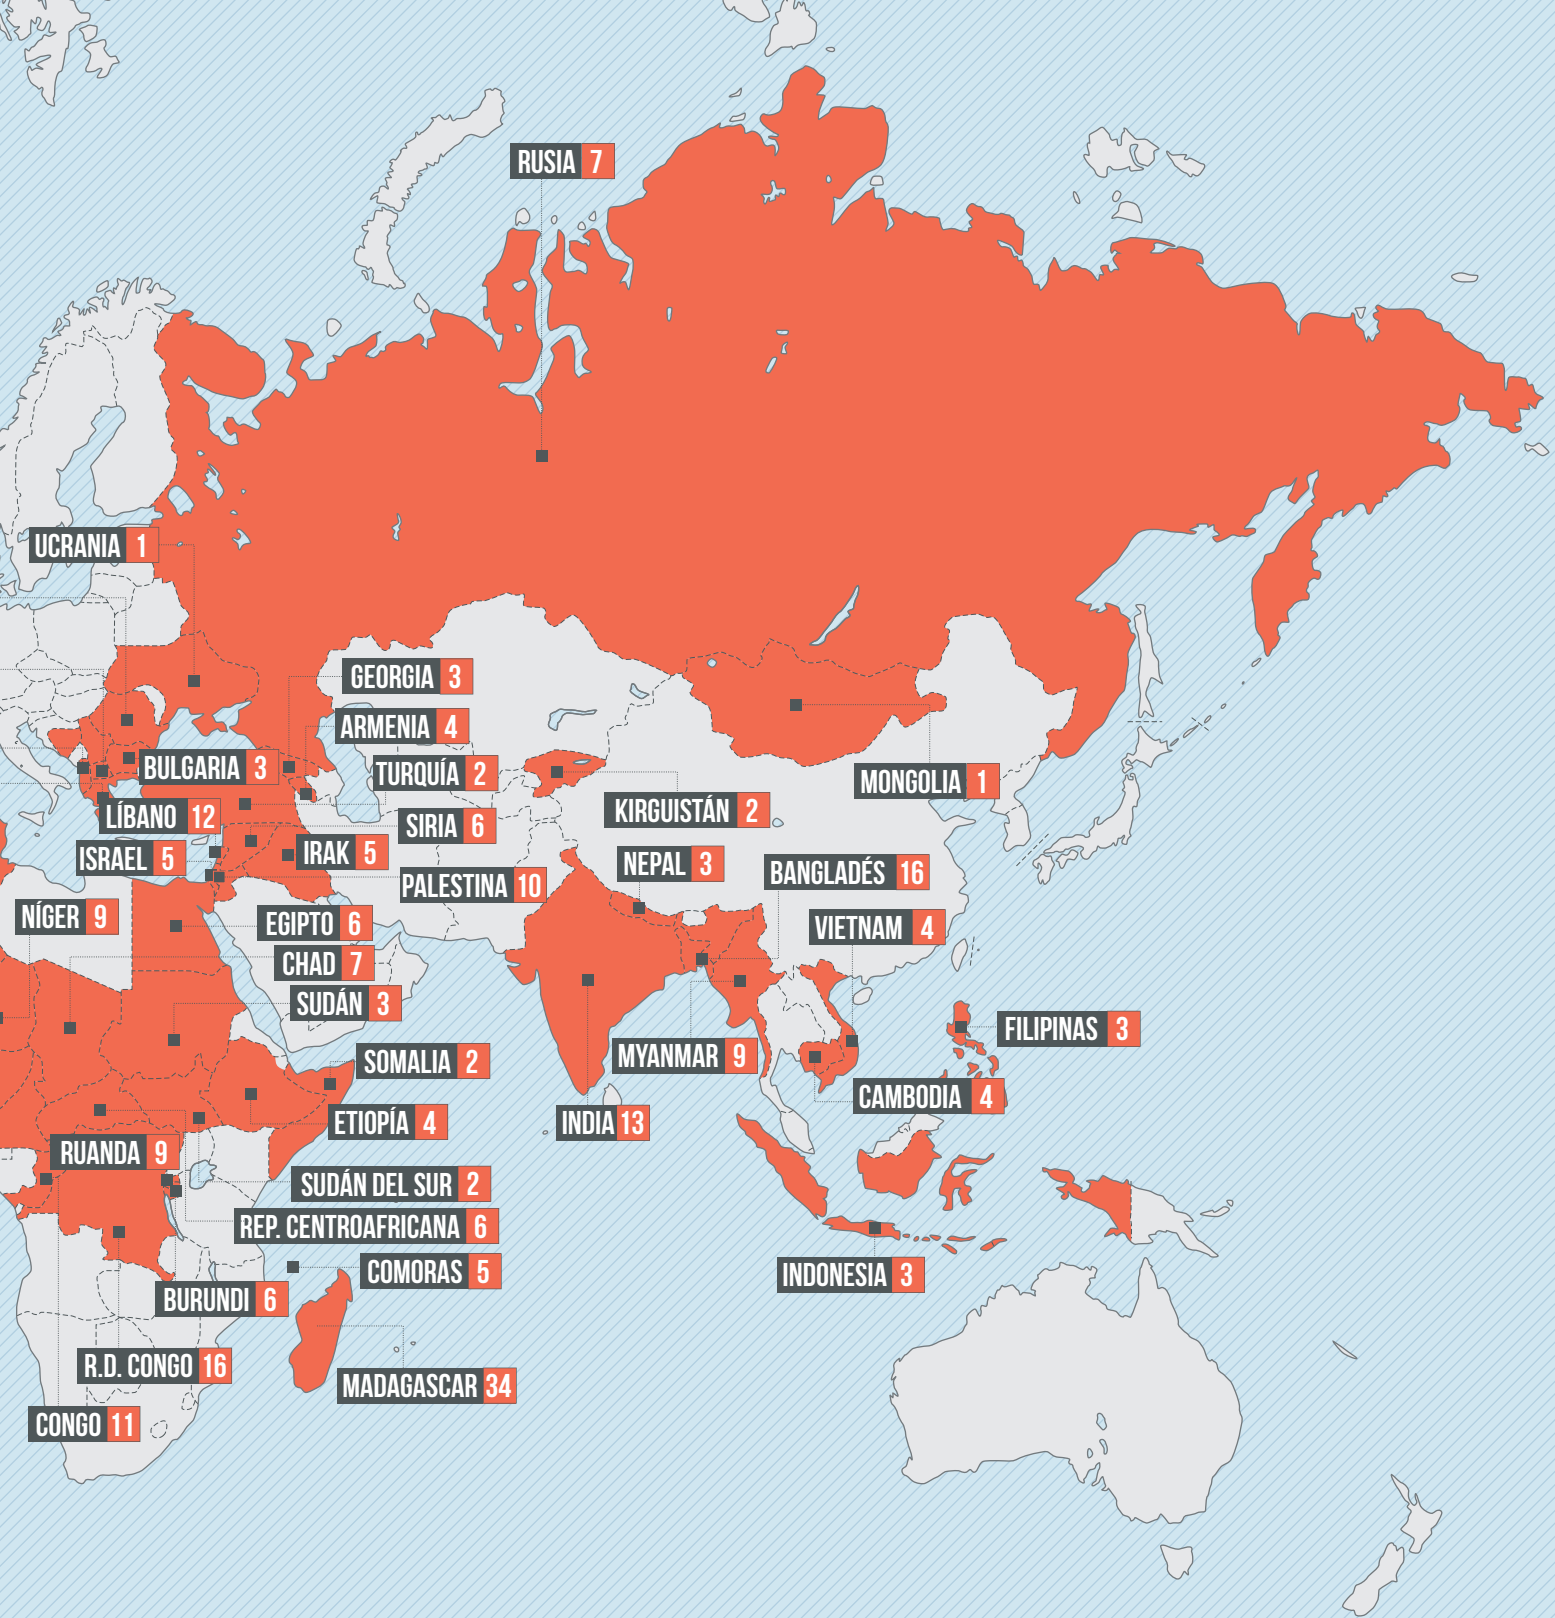 RUSIA 7
UCRANIA 1
GEORGIA 3
ARMENIA 4
BULGARIA 3
TURQUÍA 2
MONGOLIA 1
LÍBANO 12
KIRGUISTÁN 2
SIRIA 6
ISRAEL 5
IRAK 5
NEPAL 3
BANGLADÉS 16
PALESTINA 10
NÍGER 9
EGIPTO 6
VIETNAM 4
CHAD 7
SUDÁN 3
FILIPINAS 3
SOMALIA 2
MYANMAR 9
CAMBODIA 4
ETIOPÍA 4
INDIA 13
RUANDA 9
SUDÁN DEL SUR 2
REP. CENTROAFRICANA 6
COMORAS 5
INDONESIA 3
BURUNDI 6
R.D. CONGO 16
MADAGASCAR 34
CONGO 11